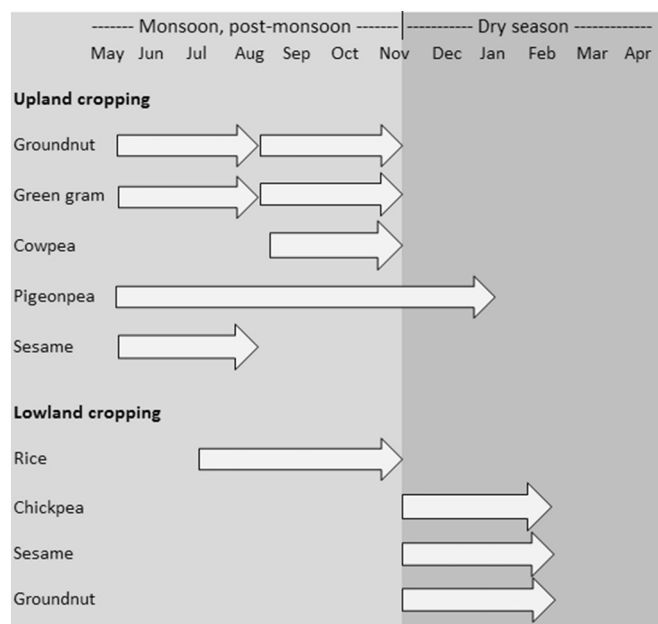 ------- Monsoon, post-monsoon ------- ------------ Dry season ------------
May Jun Jul Aug Sep Oct Nov Dec Jan Feb Mar Apr
Upland cropping
Groundnut
Green gram
Cowpea
Pigeonpea
Sesame
Lowland cropping
Rice
Chickpea
Sesame
Groundnut